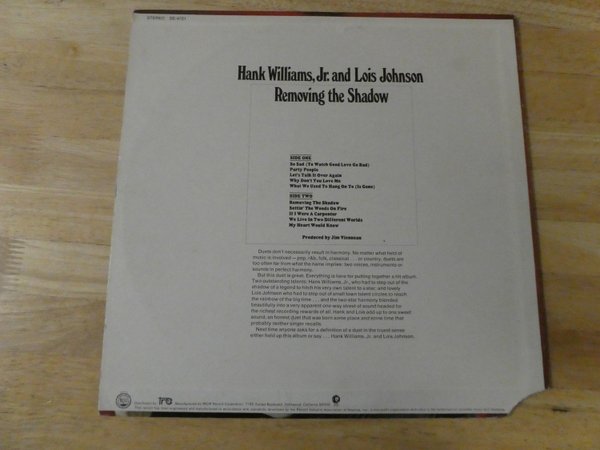 STEREO SE-4721
Hank Williams, Jr. and Lois Johnson
Removing the Shadow
SIDE ONE
So Sad (To Watch Good Love Go Bad)
Party People
Let's Talk It Over Again
Why Don't You Love Me
What We Used To Hang On To (Is Gone)
SIDE TWO
Removing The Shadow
Settin' The Woods On Fire
If I Were A Carpenter
We Live In Two Different Worlds
My Heart Would Know
Produced by Jim Vienneau
Duets don't necessarily result in harmony. No matter what field of
music is involved—pop, r&b, folk, classical . . . or country, duets are
too often far from what the name implies: two voices, instruments or
sounds in perfect harmony.
But this duet is great. Everything is here for putting together a hit album.
Two outstanding talents: Hank Williams, Jr., who had to step out of the
shadow of a legend to hitch his very own talent to a star; and lovely
Lois Johnson who had to step out of small town talent circles to reach
the rainbow of the big time . . . and the two-star harmony blended
beautifully into a very apparent one-way street of sound headed for
the richest recording rewards of all. Hank and Lois add up to one sweet
sound, an honest duet that was born some place and some time that
probably neither singer recalls.
Next time anyone asks for a definition of a duet in the truest sense
either hold up this album or say . . . Hank Williams, Jr. and Lois Johnson.
Manufactured by MGM Record Corporation, 7165 Sunset Boulevard, Hollywood, California